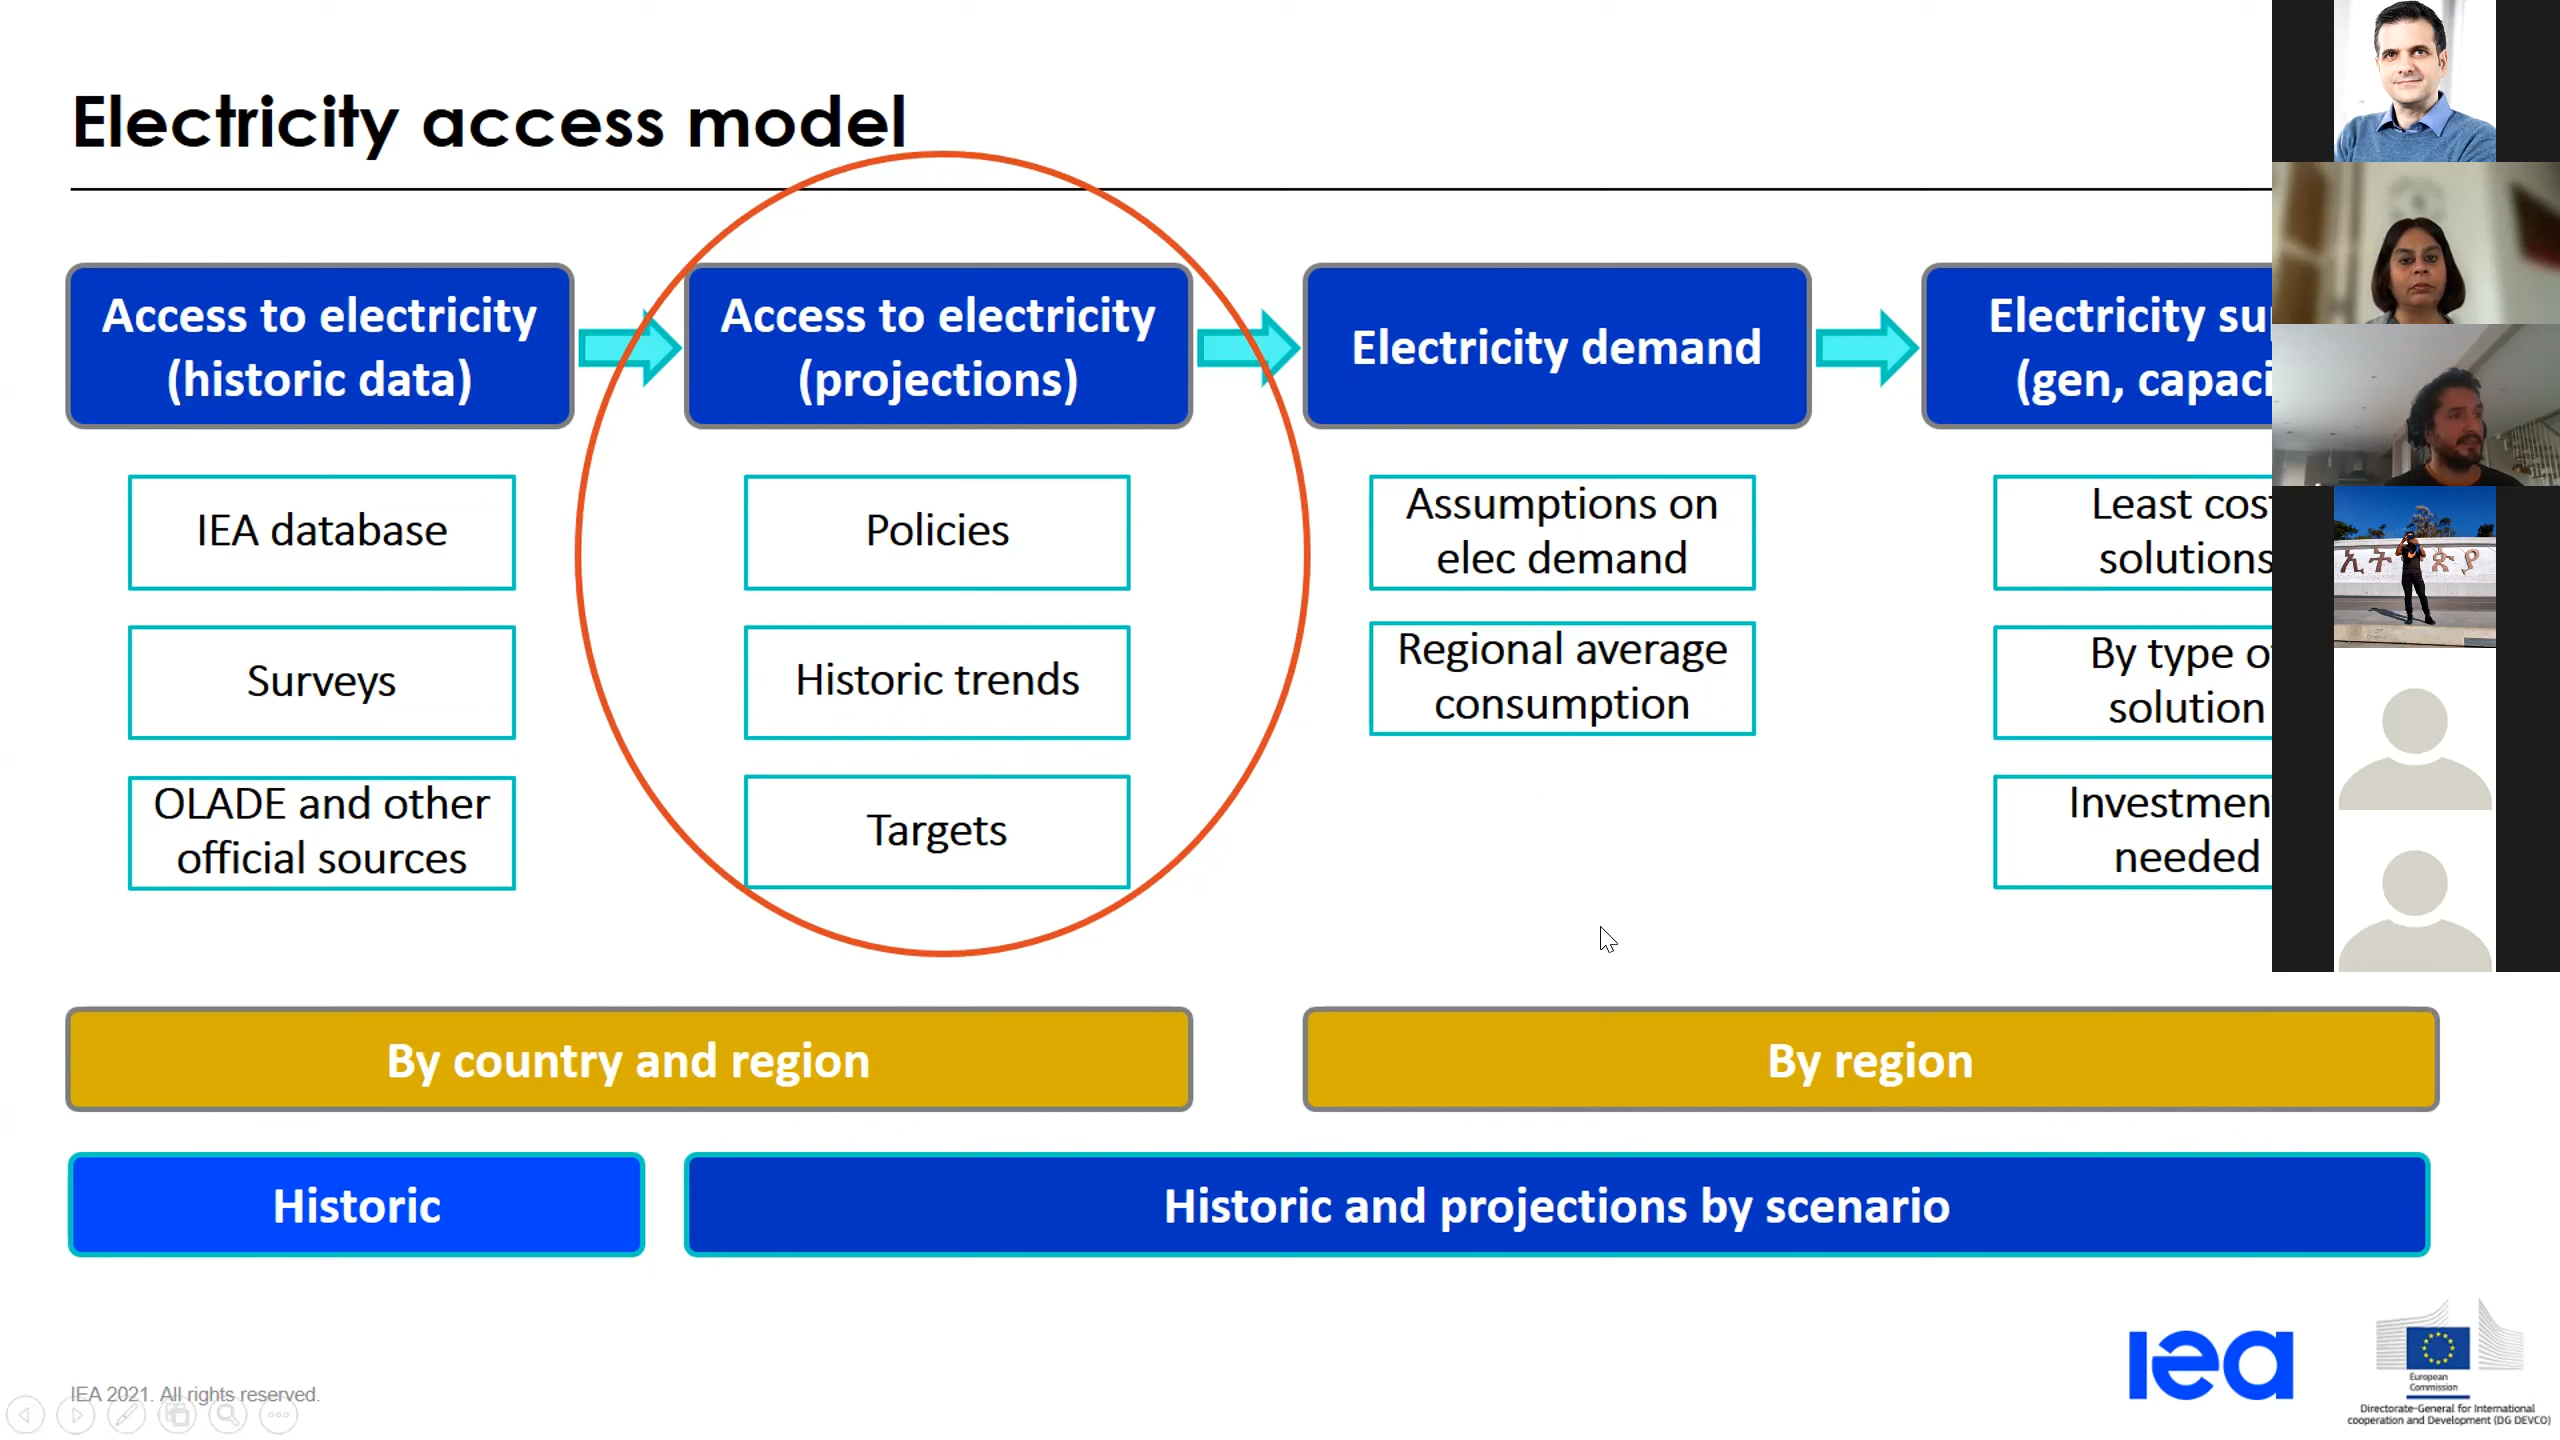 Electricity access model
Access to electricity
(historic data)
Access to electricity
(projections)
Electricity demand
Electricity su
(gen, capaci
IEA database
Policies
Assumptions on
elec demand
Least cos
solutions
Surveys
Historic trends
Regional average
consumption
By type o
solution
OLADE and other
official sources
Targets
Investmen
needed
By country and region
By region
Historic
Historic and projections by scenario
IEA 2021. All rights reserved.
iea
European
Commission
Directorate-General for International
cooperation and Development (DG DEVCO)